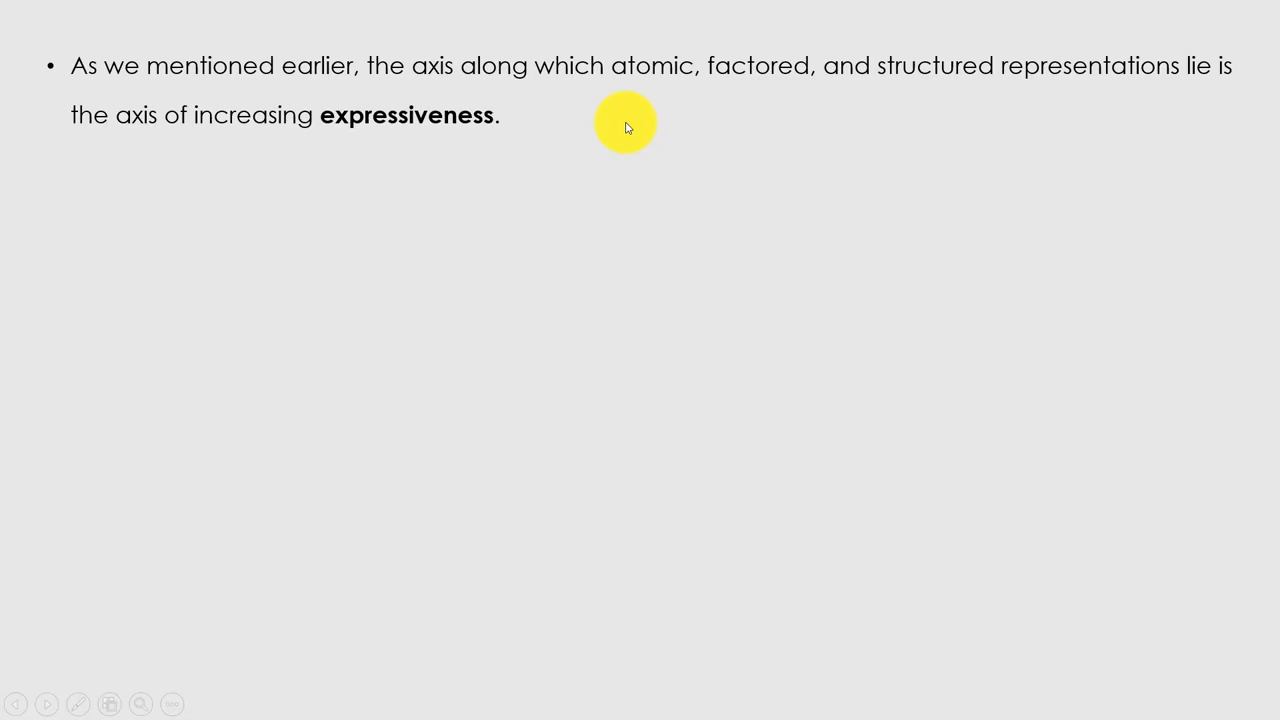 • As we mentioned earlier, the axis along which atomic, factored, and structured representations lie is
the axis of increasing expressiveness.